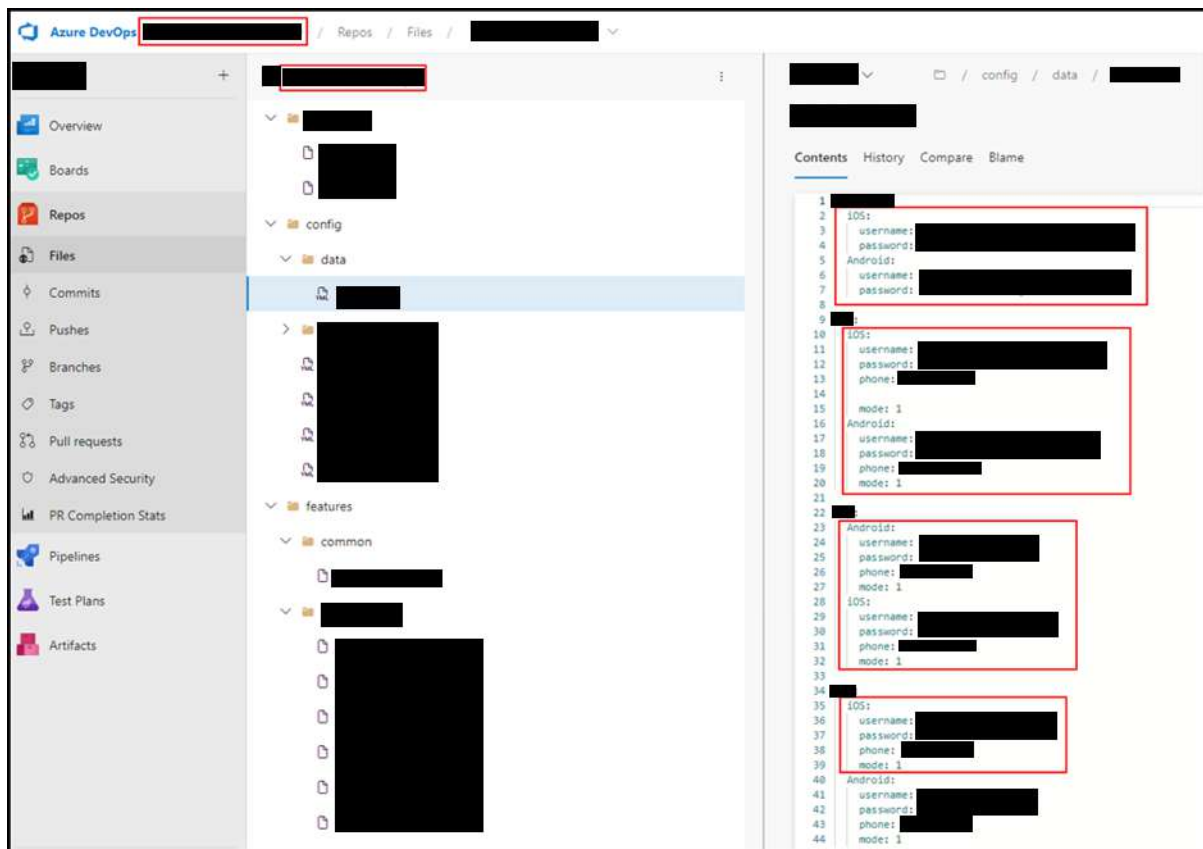 Azure DevOps / Repos / Files /
+
Overview
Boards
Repos
Files
Commits
Pushes
Branches
Tags
Pull requests
Advanced Security
PR Completion Stats
Pipelines
Test Plans
Artifacts
config
data
features
common
/ config / data /
Contents History Compare Blame
1
2 iOS:
3 username:
4 password:
5 Android:
6 username:
7 password:
8
9 :
10 iOS:
11 username:
12 password:
13 phone:
14
15 mode: 1
16 Android:
17 username:
18 password:
19 phone:
20 mode: 1
21
22 :
23 Android:
24 username:
25 password:
26 phone:
27 mode: 1
28 iOS:
29 username:
30 password:
31 phone:
32 mode: 1
33
34
35 iOS:
36 username:
37 password:
38 phone:
39 mode: 1
40 Android:
41 username:
42 password:
43 phone:
44 mode: 1